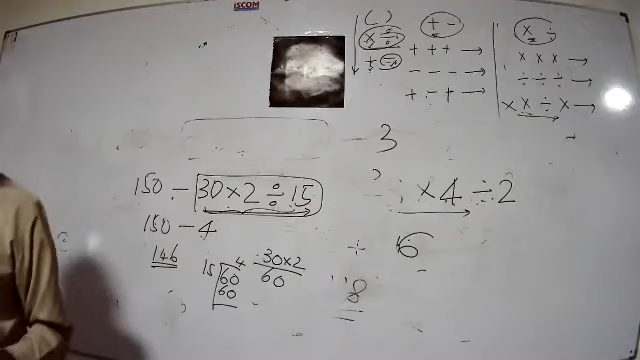 ISCOM
( )
× ÷
+ −
+ −
+ + + →
− − − →
+ − + →
× ÷
× × × →
÷ ÷ ÷ →
× × ÷ × →
− 3
150 − 30×2÷15
150 − 4
146
30×2
60
15 4
60
60
×4÷2
÷ 6
8